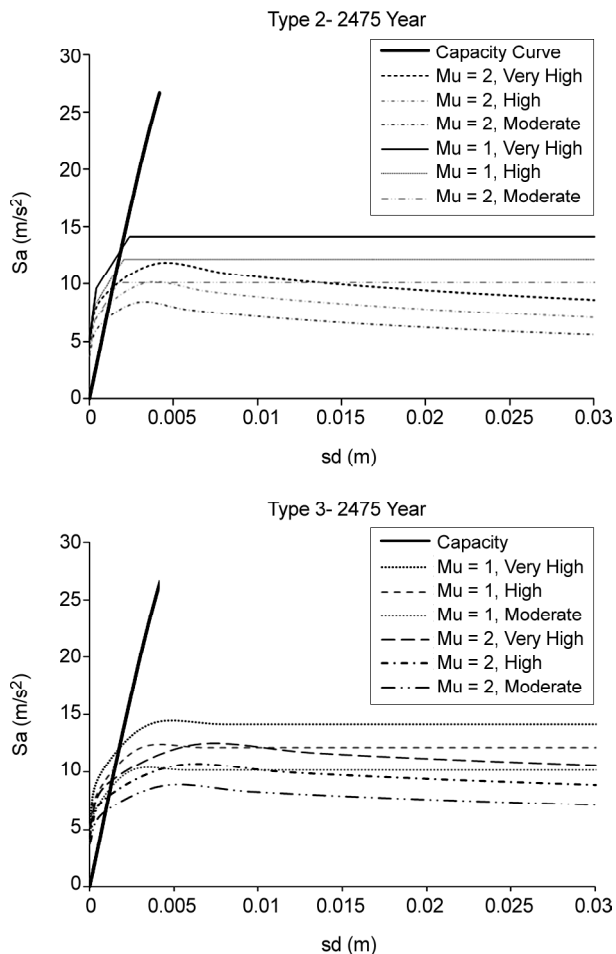 Type 2- 2475 Year
30
25
20
15
10
5
0
Sa (m/s²)
Capacity Curve
Mu = 2, Very High
Mu = 2, High
Mu = 2, Moderate
Mu = 1, Very High
Mu = 1, High
Mu = 2, Moderate
0 0.005 0.01 0.015 0.02 0.025 0.03
sd (m)
Type 3- 2475 Year
30
25
20
15
10
5
0
Sa (m/s²)
Capacity
Mu = 1, Very High
Mu = 1, High
Mu = 1, Moderate
Mu = 2, Very High
Mu = 2, High
Mu = 2, Moderate
0 0.005 0.01 0.015 0.02 0.025 0.03
sd (m)